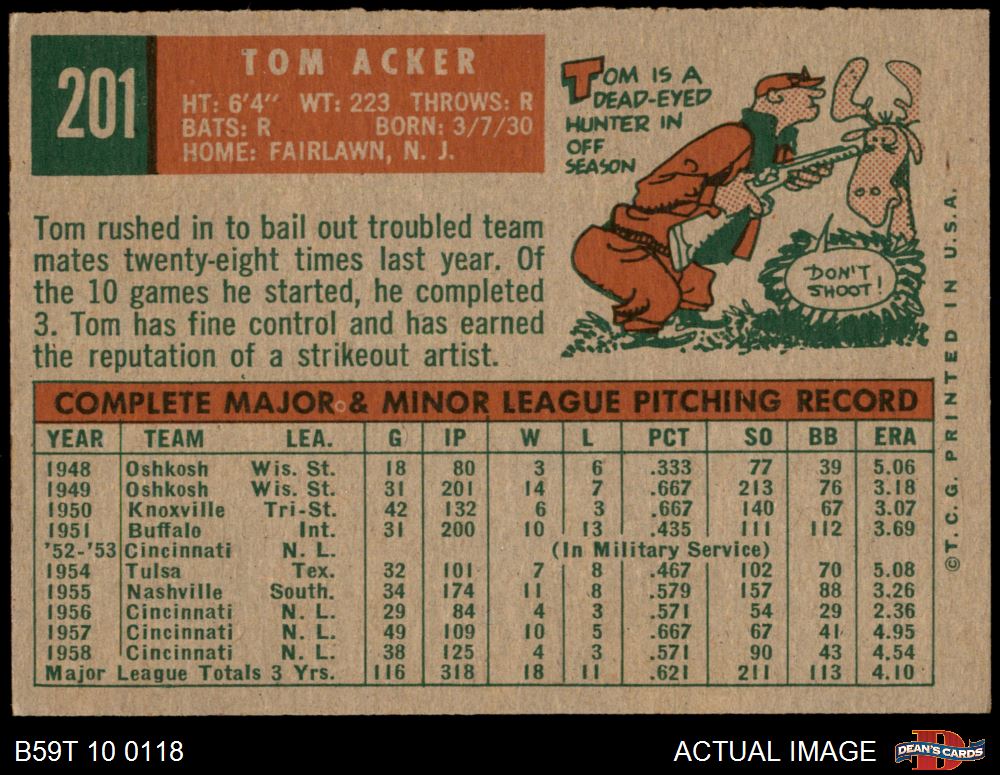 201
TOM ACKER
HT: 6'4" WT: 223 THROWS: R
BATS: R BORN: 3/7/30
HOME: FAIRLAWN, N. J.
TOM IS A
DEAD-EYED
HUNTER IN
OFF
SEASON
DON'T
SHOOT!
Tom rushed in to bail out troubled team
mates twenty-eight times last year. Of
the 10 games he started, he completed
3. Tom has fine control and has earned
the reputation of a strikeout artist.
COMPLETE MAJOR & MINOR LEAGUE PITCHING RECORD
YEAR TEAM LEA. G IP W L PCT SO BB ERA
1948 Oshkosh Wis. St. 18 80 3 6 .333 77 39 5.06
1949 Oshkosh Wis. St. 31 201 14 7 .667 213 76 3.18
1950 Knoxville Tri-St. 42 132 6 3 .667 140 67 3.07
1951 Buffalo Int. 31 200 10 13 .435 111 112 3.69
'52-'53 Cincinnati N. L. (In Military Service)
1954 Tulsa Tex. 32 101 7 8 .467 102 70 5.08
1955 Nashville South. 34 174 11 8 .579 157 88 3.26
1956 Cincinnati N. L. 29 84 4 3 .571 54 29 2.36
1957 Cincinnati N. L. 49 109 10 5 .667 67 41 4.95
1958 Cincinnati N. L. 38 125 4 3 .571 90 43 4.54
Major League Totals 3 Yrs. 116 318 18 11 .621 211 113 4.10
© T. C. G. PRINTED IN U.S.A.
B59T 10 0118
ACTUAL IMAGE
DEAN'S CARDS